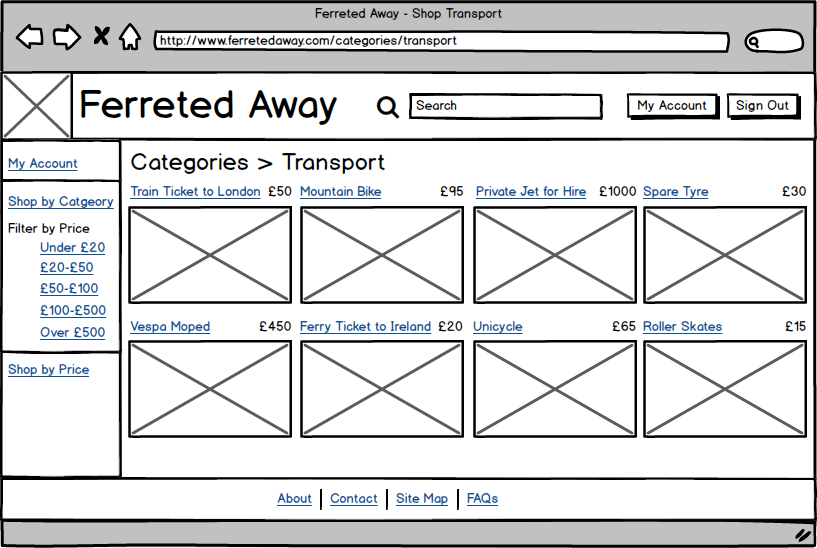 Ferreted Away - Shop Transport
http://www.ferretedaway.com/categories/transport
Ferreted Away
Search
My Account
Sign Out
My Account
Shop by Catgeory
Filter by Price
Under £20
£20-£50
£50-£100
£100-£500
Over £500
Shop by Price
Categories > Transport
Train Ticket to London £50 Mountain Bike £95 Private Jet for Hire £1000 Spare Tyre £30
Vespa Moped £450 Ferry Ticket to Ireland £20 Unicycle £65 Roller Skates £15
About Contact Site Map FAQs